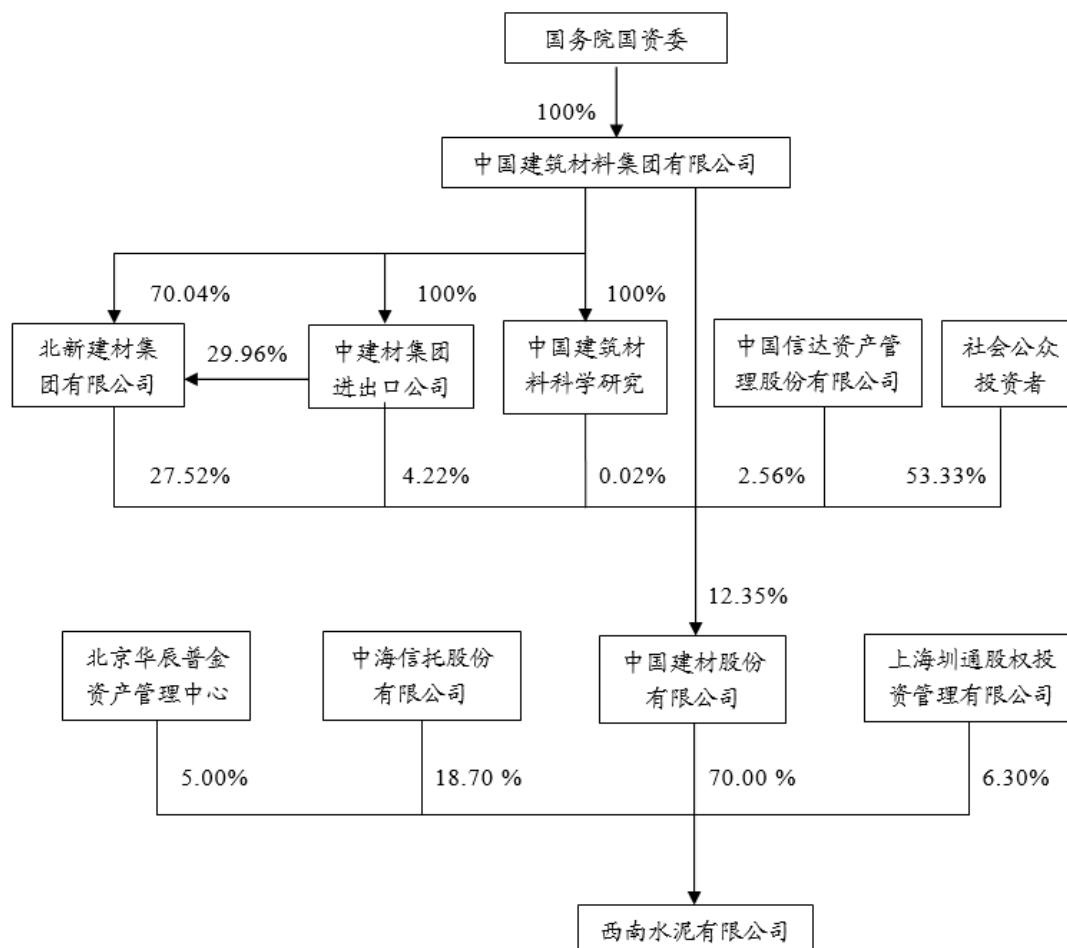 国务院国资委
100%
中国建筑材料集团有限公司
70.04%
100%
100%
北新建材集
团有限公司
29.96%
中建材集团
进出口公司
中国建筑材
料科学研究
中国信达资产管
理股份有限公司
社会公众
投资者
27.52%
4.22%
0.02%
2.56%
53.33%
12.35%
北京华辰普金
资产管理中心
中海信托股份
有限公司
中国建材股份
有限公司
上海圳通股权投
资管理有限公司
5.00%
18.70 %
70.00 %
6.30%
西南水泥有限公司